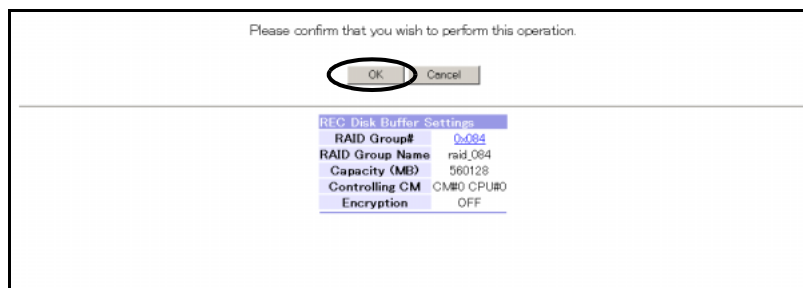 Please confirm that you wish to perform this operation.
OK Cancel
REC Disk Buffer Settings
RAID Group# 0x084
RAID Group Name raid_084
Capacity (MB) 560128
Controlling CM CM#0 CPU#0
Encryption OFF